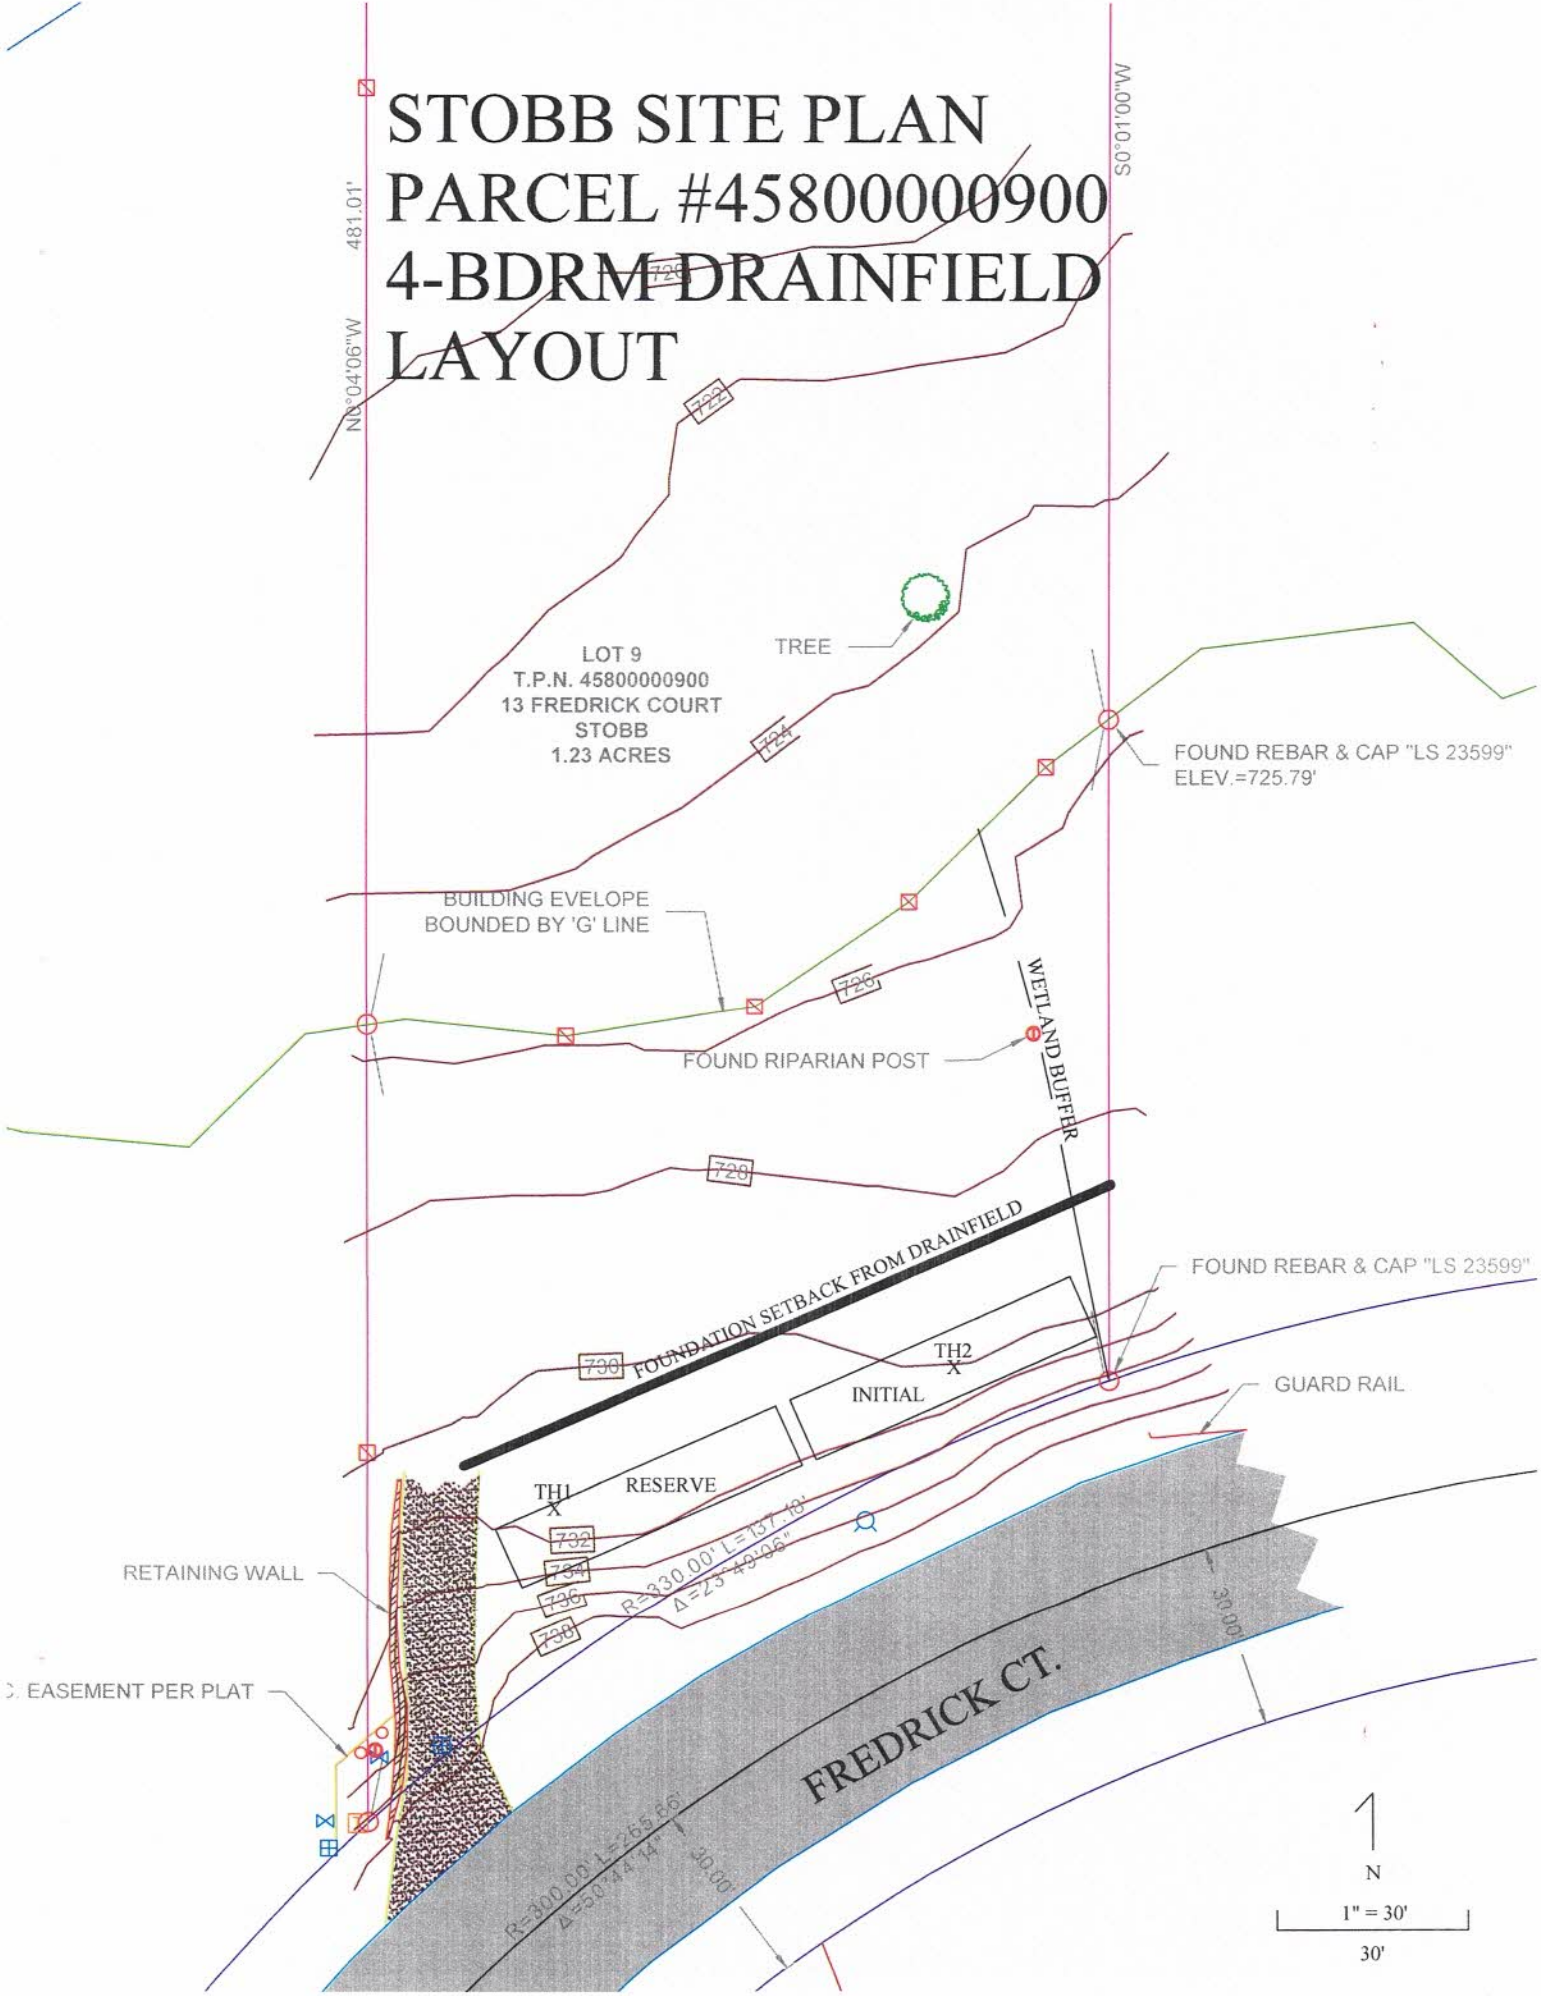 STOBB SITE PLAN
PARCEL #45800000900
4-BDRM DRAINFIELD
LAYOUT
481.01'
N0°04'06"W
S0°01'00"W
720
722
TREE
LOT 9
T.P.N. 45800000900
13 FREDRICK COURT
STOBB
1.23 ACRES
724
FOUND REBAR & CAP "LS 23599"
ELEV.=725.79'
BUILDING EVELOPE
BOUNDED BY 'G' LINE
726
WETLAND BUFFER
FOUND RIPARIAN POST
728
FOUNDATION SETBACK FROM DRAINFIELD
FOUND REBAR & CAP "LS 23599"
730
TH2
X
INITIAL
GUARD RAIL
TH1
X
RESERVE
732
734
736
738
R=330.00' L=137.18'
Δ=23°49'06"
RETAINING WALL
30.00'
EASEMENT PER PLAT
FREDRICK CT.
R=300.00' L=265.66'
Δ=50°44'14"
30.00'
N
1" = 30'
30'